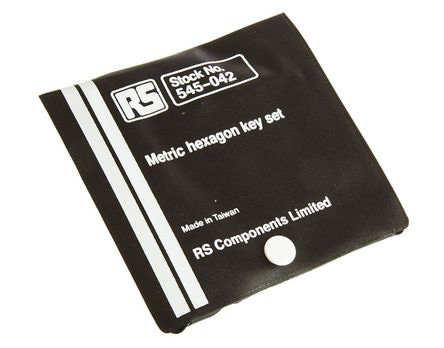 RS
Stock No.
545-042
Metric hexagon key set
Made in Taiwan
RS Components Limited